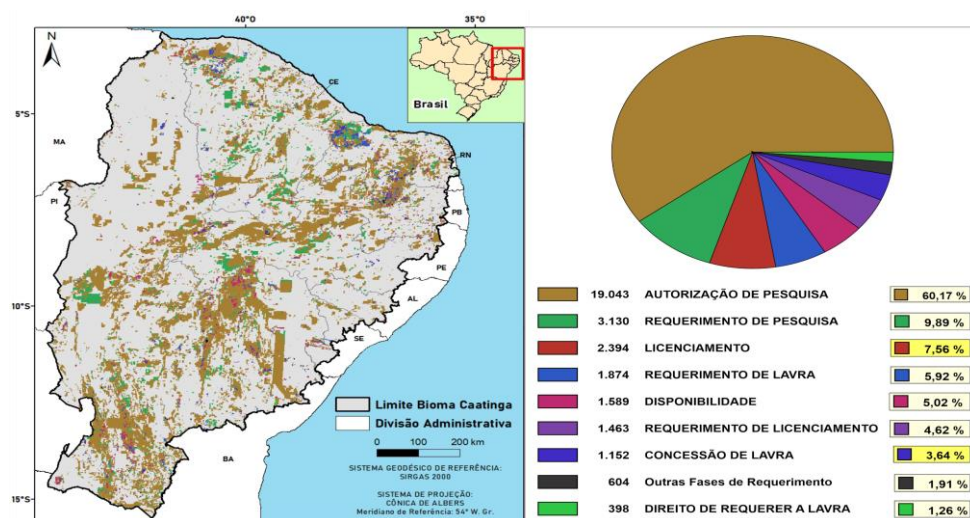 40°O
35°O
N
5°S
10°S
15°S
MA
PI
CE
RN
PB
PE
AL
SE
BA
Brasil
Limite Bioma Caatinga
Divisão Administrativa
0 100 200 km
SISTEMA GEODÉSICO DE REFERÊNCIA:
SIRGAS 2000
SISTEMA DE PROJEÇÃO:
CÔNICA DE ALBERS
Meridiano de Referência: 54° W. Gr.
19.043 AUTORIZAÇÃO DE PESQUISA 60,17 %
3.130 REQUERIMENTO DE PESQUISA 9,89 %
2.394 LICENCIAMENTO 7,56 %
1.874 REQUERIMENTO DE LAVRA 5,92 %
1.589 DISPONIBILIDADE 5,02 %
1.463 REQUERIMENTO DE LICENCIAMENTO 4,62 %
1.152 CONCESSÃO DE LAVRA 3,64 %
604 Outras Fases de Requerimento 1,91 %
398 DIREITO DE REQUERER A LAVRA 1,26 %